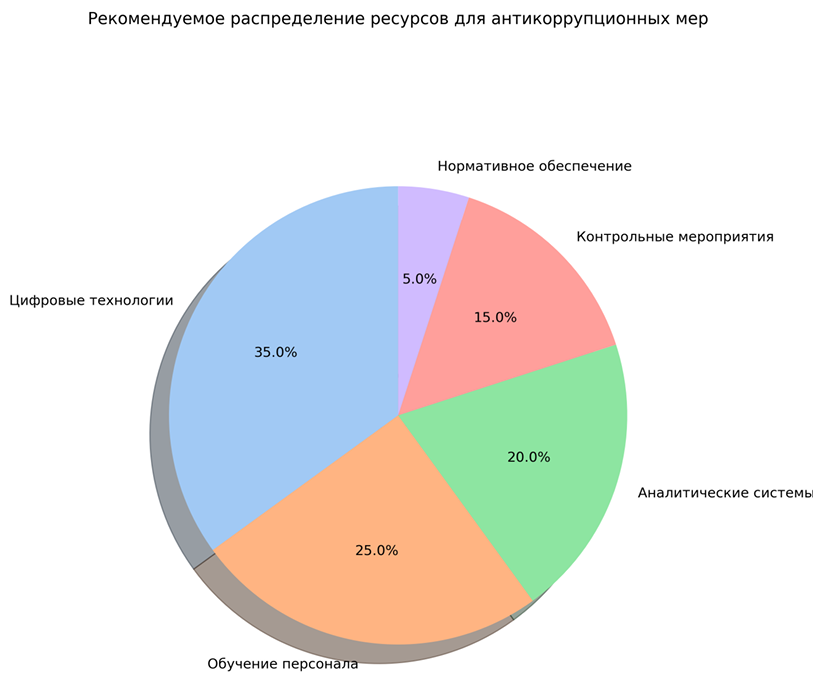 Рекомендуемое распределение ресурсов для антикоррупционных мер
Нормативное обеспечение
Контрольные мероприятия
5.0%
Цифровые технологии
15.0%
35.0%
20.0%
Аналитические системы
25.0%
Обучение персонала